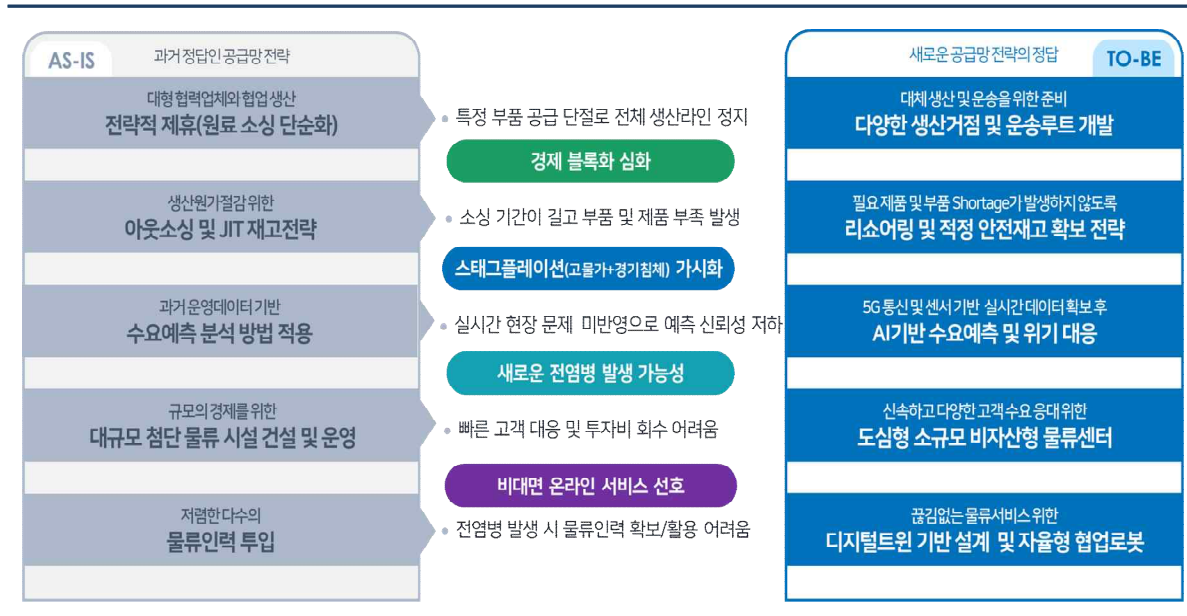 AS-IS
과거 정답인 공급망 전략
대형 협력업체와 협업 생산
전략적 제휴(원료 소싱 단순화)
생산원가절감 위한
아웃소싱 및 JIT 재고전략
과거 운영데이터 기반
수요예측 분석 방법 적용
규모의 경제를 위한
대규모 첨단 물류 시설 건설 및 운영
저렴한 다수의
물류인력 투입
• 특정 부품 공급 단절로 전체 생산라인 정지
경제 블록화 심화
• 소싱 기간이 길고 부품 및 제품 부족 발생
스태그플레이션(고물가+경기침체) 가시화
• 실시간 현장 문제 미반영으로 예측 신뢰성 저하
새로운 전염병 발생 가능성
• 빠른 고객 대응 및 투자비 회수 어려움
비대면 온라인 서비스 선호
• 전염병 발생 시 물류인력 확보/활용 어려움
새로운 공급망 전략의 정답
TO-BE
대체 생산 및 운송을 위한 준비
다양한 생산거점 및 운송루트 개발
필요 제품 및 부품 Shortage가 발생하지 않도록
리쇼어링 및 적정 안전재고 확보 전략
5G 통신 및 센서 기반 실시간 데이터 확보 후
AI기반 수요예측 및 위기 대응
신속하고 다양한 고객 수요 응대 위한
도심형 소규모 비자산형 물류센터
끊김없는 물류서비스 위한
디지털트윈 기반 설계 및 자율형 협업로봇